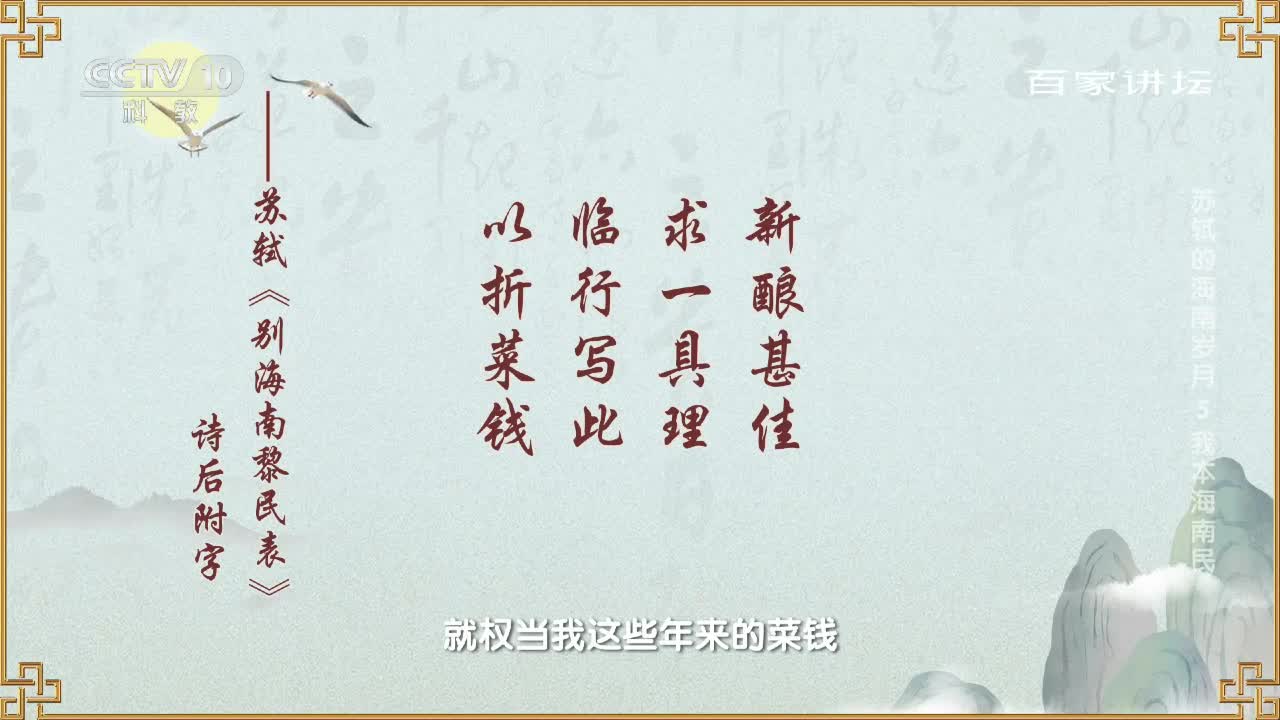 CCTV 10
科教
百家讲坛
苏轼的海南岁月 5 我本海南民
新酿甚佳
求一具理
临行写此
以折菜钱
——苏轼《别海南黎民表》
诗后附字
就权当我这些年来的菜钱